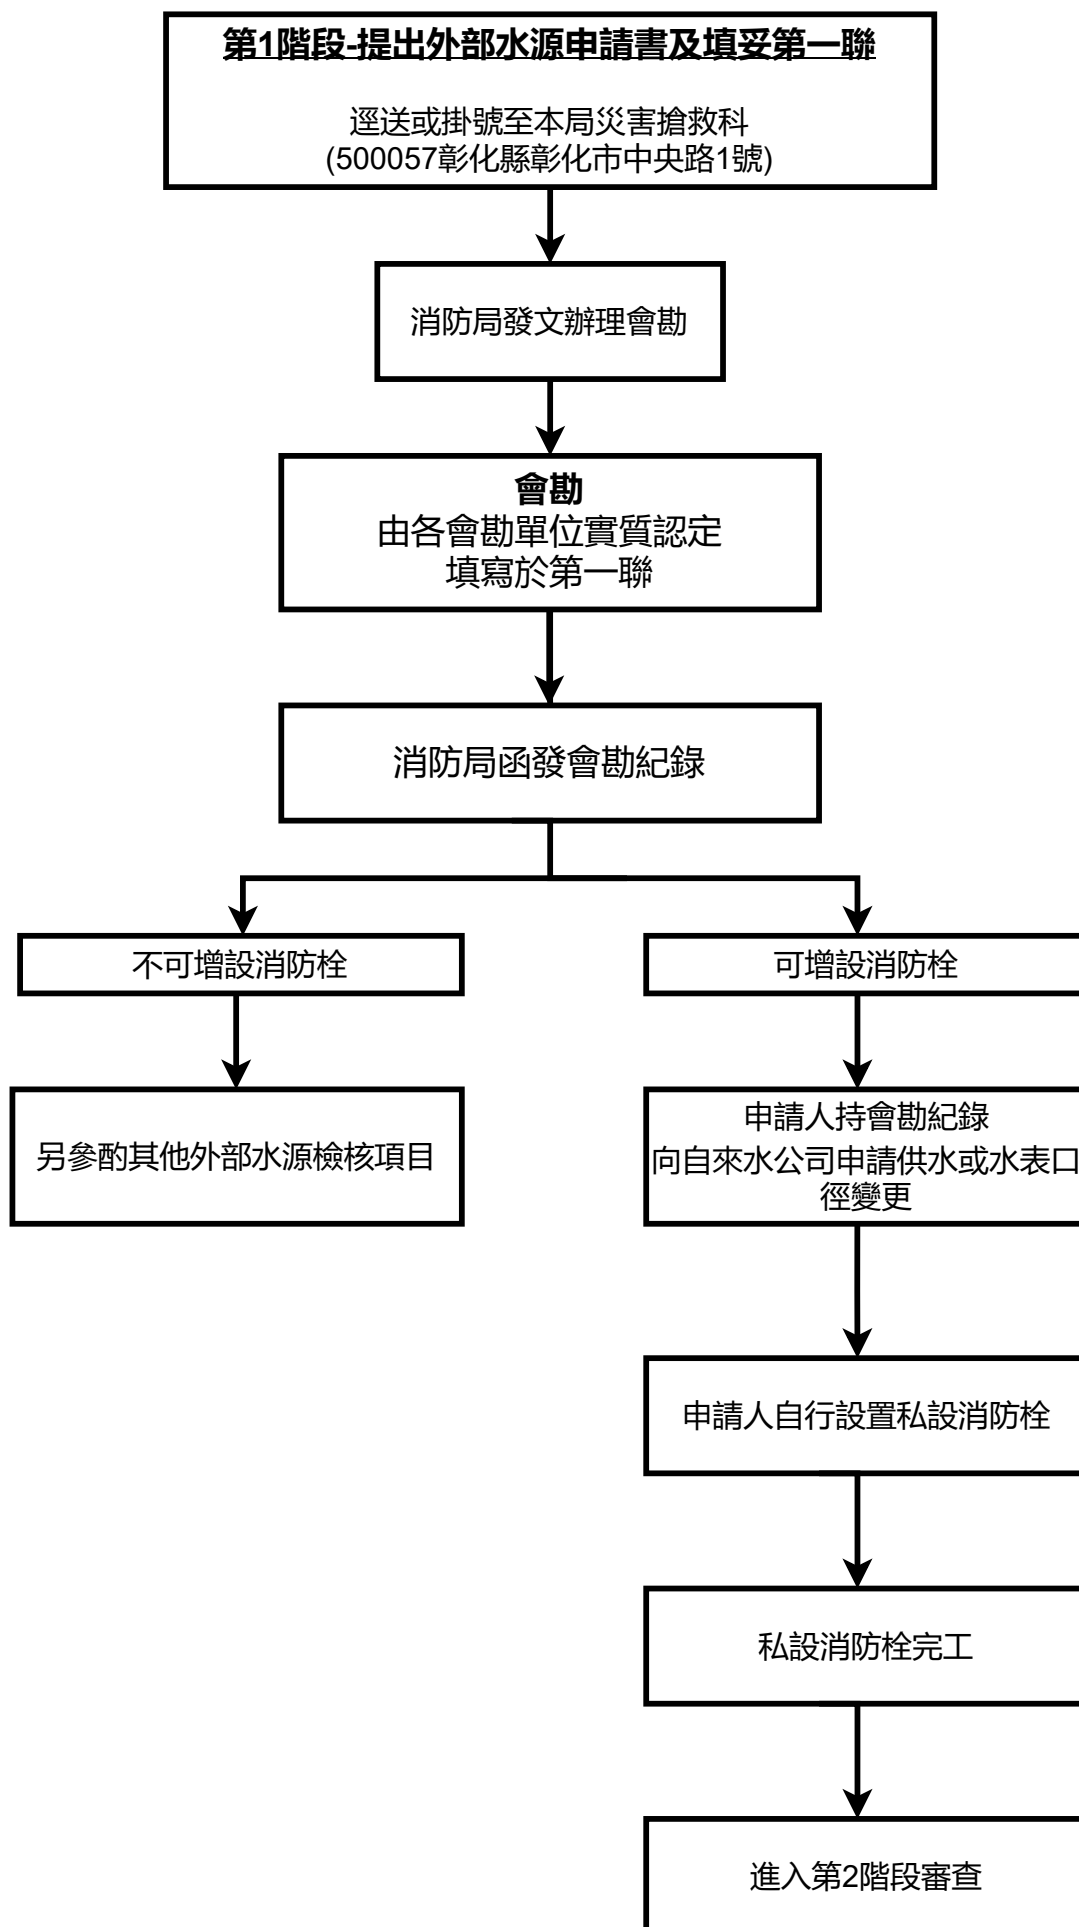 第1階段-提出外部水源申請書及填妥第一聯
逕送或掛號至本局災害搶救科
(500057彰化縣彰化市中央路1號)
消防局發文辦理會勘
會勘
由各會勘單位實質認定
填寫於第一聯
消防局函發會勘紀錄
不可增設消防栓
可增設消防栓
另參酌其他外部水源檢核項目
申請人持會勘紀錄
向自來水公司申請供水或水表口
徑變更
申請人自行設置私設消防栓
私設消防栓完工
進入第2階段審查